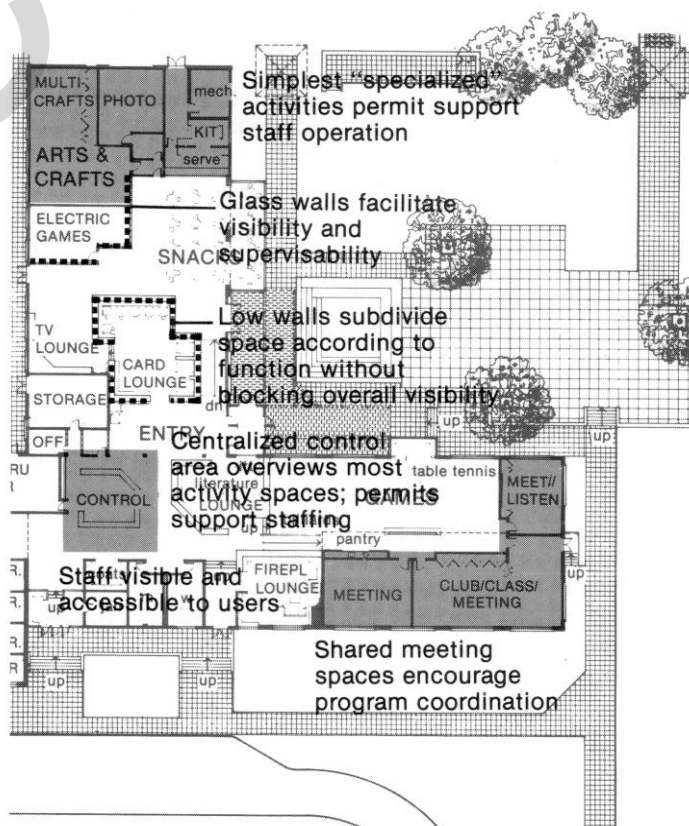 MULTI-
CRAFTS
PHOTO
mech.
KIT]
serve
ARTS &
CRAFTS
Simplest "specialized"
activities permit support
staff operation
ELECTRIC
GAMES
SNACKS
Glass walls facilitate
visibility and
supervisability
TV
LOUNGE
CARD
LOUNGE
Low walls subdivide
space according to
function without
blocking overall visibility
STORAGE
dn
OFF
ENTRY
up
up
Centralized control
area overviews most
activity spaces; permits
support staffing
CONTROL
literature
LOUNGE
up
table tennis
GAMES
pantry
MEET//
LISTEN
Staff visible and
accessible to users
FIREPL
LOUNGE
MEETING
CLUB/CLASS/
MEETING
up
up
up
up
Shared meeting
spaces encourage
program coordination